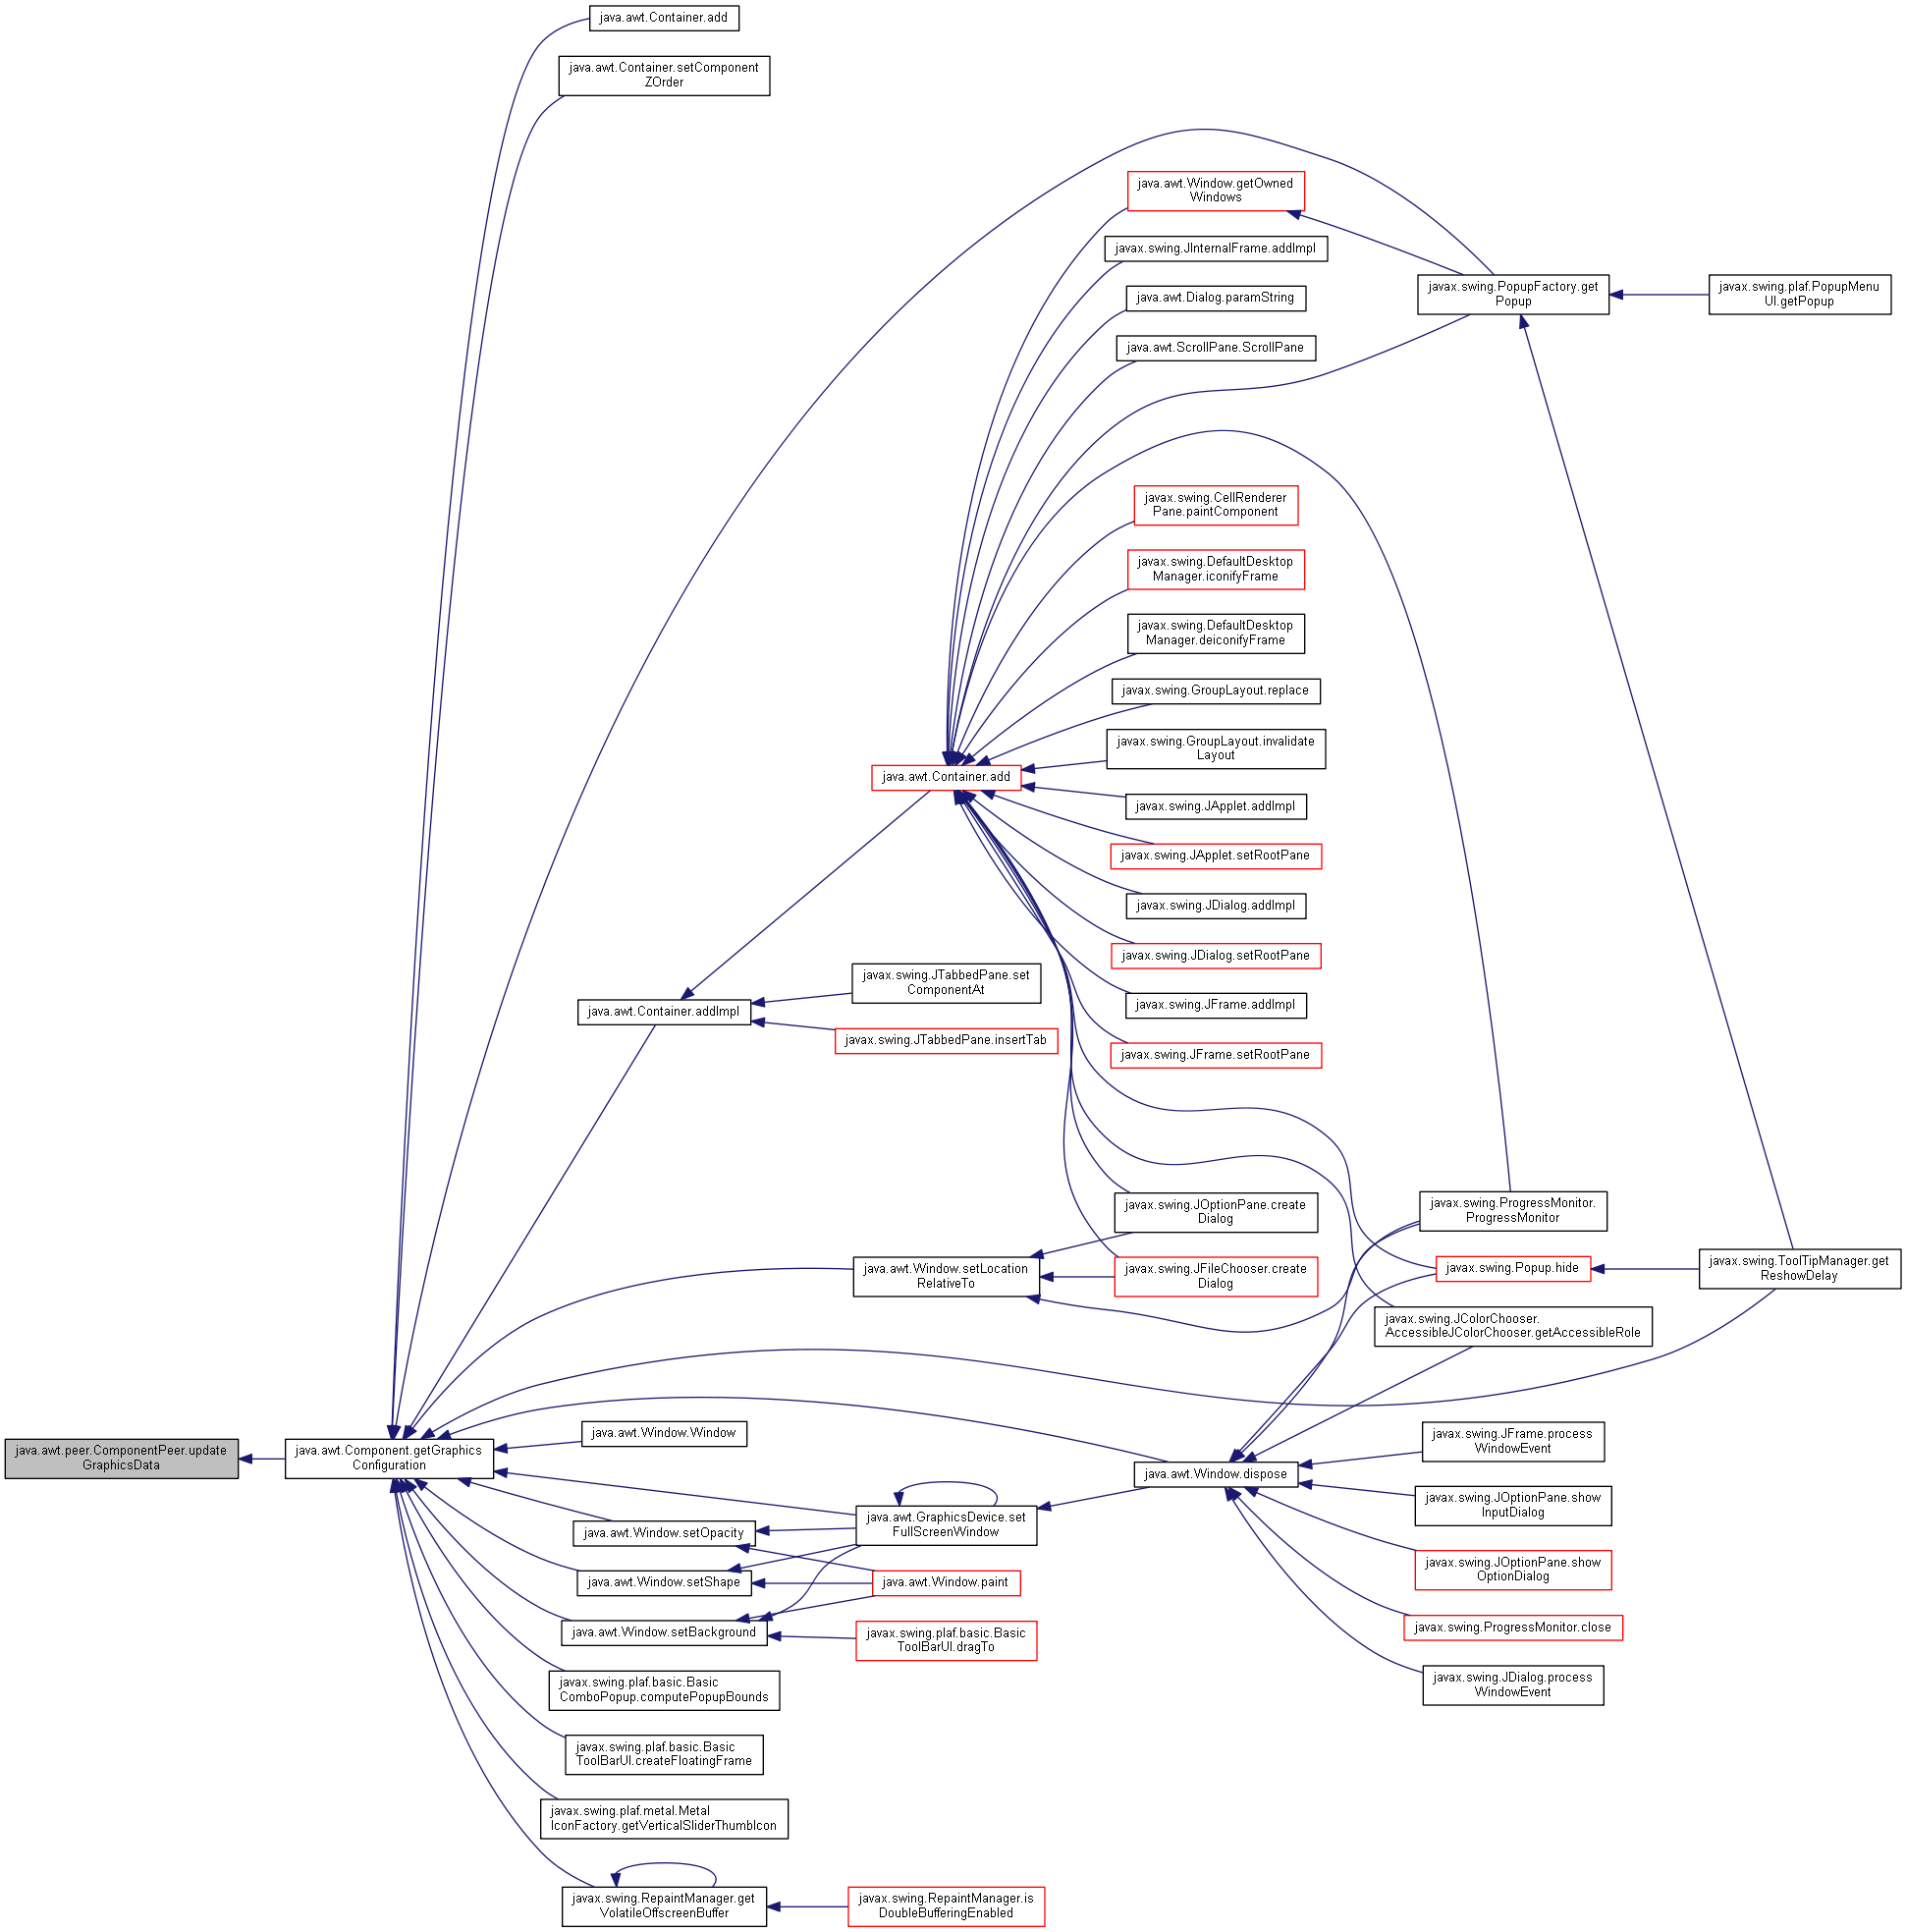 java.awt.Container.add
java.awt.Container.setComponent
ZOrder
java.awt.Window.getOwned
Windows
javax.swing.JInternalFrame.addImpl
java.awt.Dialog.paramString
javax.swing.PopupFactory.get
Popup
javax.swing.plaf.PopupMenu
UI.getPopup
java.awt.ScrollPane.ScrollPane
javax.swing.CellRenderer
Pane.paintComponent
javax.swing.DefaultDesktop
Manager.iconifyFrame
javax.swing.DefaultDesktop
Manager.deiconifyFrame
javax.swing.GroupLayout.replace
javax.swing.GroupLayout.invalidate
Layout
java.awt.Container.add
javax.swing.JApplet.addImpl
javax.swing.JApplet.setRootPane
javax.swing.JDialog.addImpl
javax.swing.JDialog.setRootPane
javax.swing.JTabbedPane.set
ComponentAt
java.awt.Container.addImpl
javax.swing.JFrame.addImpl
javax.swing.JTabbedPane.insertTab
javax.swing.JFrame.setRootPane
javax.swing.JOptionPane.create
Dialog
javax.swing.ProgressMonitor.
ProgressMonitor
java.awt.Window.setLocation
RelativeTo
javax.swing.JFileChooser.create
Dialog
javax.swing.Popup.hide
javax.swing.ToolTipManager.get
ReshowDelay
javax.swing.JColorChooser.
AccessibleJColorChooser.getAccessibleRole
java.awt.Window.Window
java.awt.peer.ComponentPeer.update
GraphicsData
java.awt.Component.getGraphics
Configuration
java.awt.Window.dispose
javax.swing.JFrame.process
WindowEvent
javax.swing.JOptionPane.show
InputDialog
java.awt.GraphicsDevice.set
FullScreenWindow
java.awt.Window.setOpacity
javax.swing.JOptionPane.show
OptionDialog
java.awt.Window.setShape
java.awt.Window.paint
java.awt.Window.setBackground
javax.swing.plaf.basic.Basic
ToolBarUI.dragTo
javax.swing.ProgressMonitor.close
javax.swing.JDialog.process
WindowEvent
javax.swing.plaf.basic.Basic
ComboPopup.computePopupBounds
javax.swing.plaf.basic.Basic
ToolBarUI.createFloatingFrame
javax.swing.plaf.metal.Metal
IconFactory.getVerticalSliderThumbIcon
javax.swing.RepaintManager.get
VolatileOffscreenBuffer
javax.swing.RepaintManager.is
DoubleBufferingEnabled